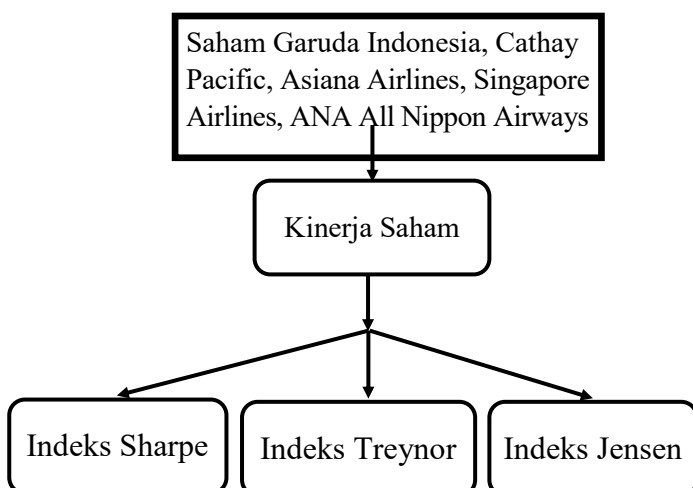 Saham Garuda Indonesia, Cathay
Pacific, Asiana Airlines, Singapore
Airlines, ANA All Nippon Airways
Kinerja Saham
Indeks Sharpe
Indeks Treynor
Indeks Jensen